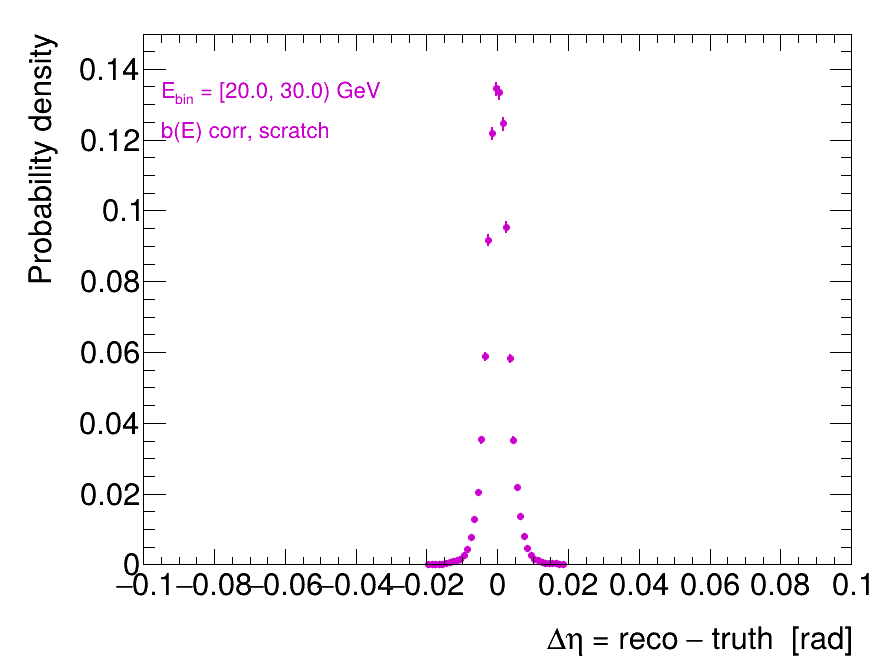 Probability density
0.14
0.12
0.1
0.08
0.06
0.04
0.02
0
E_bin = [20.0, 30.0) GeV
b(E) corr, scratch
−0.1 −0.08 −0.06 −0.04 −0.02 0 0.02 0.04 0.06 0.08 0.1
Δη = reco − truth [rad]